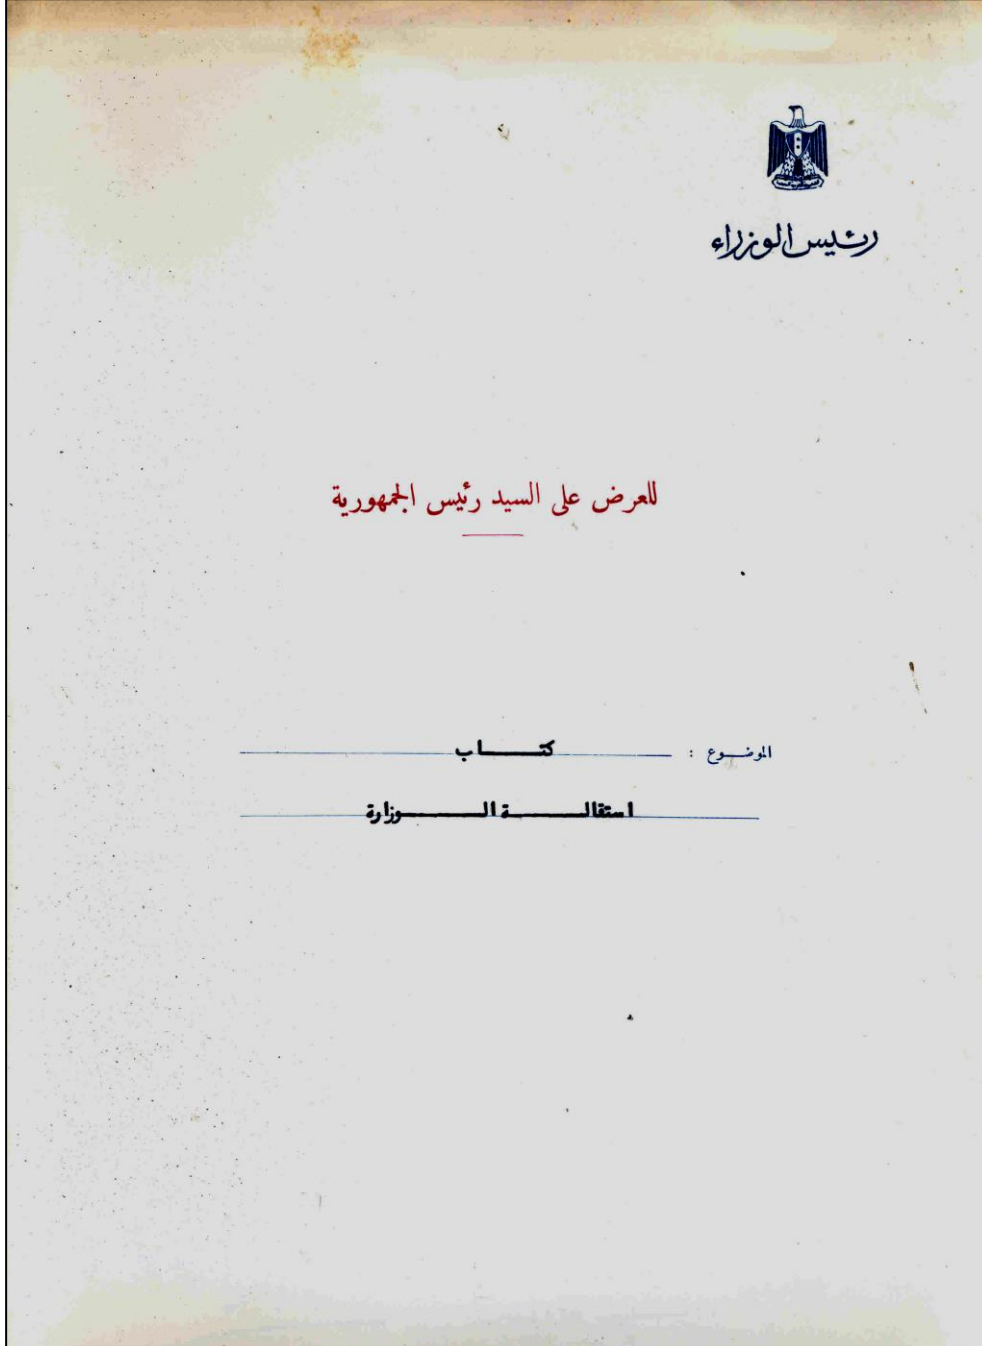 رئيس الوزراء
للعرض على السيد رئيس الجمهورية
الموضوع : كتاب
استقالة الوزارة